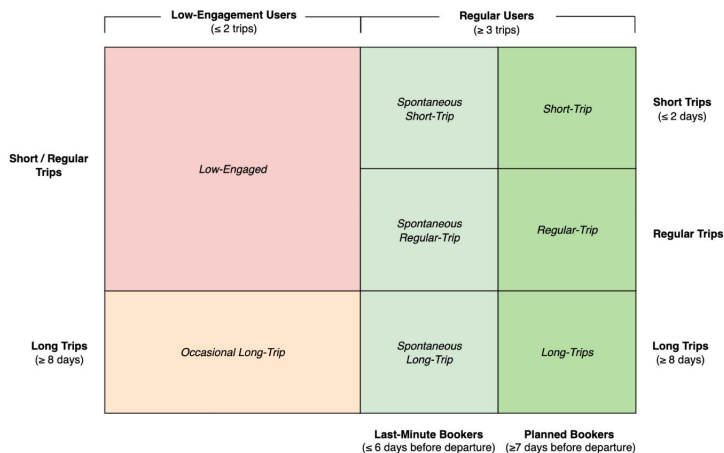 Low-Engagement Users
(≤ 2 trips)
Regular Users
(≥ 3 trips)
Short / Regular
Trips
Low-Engaged
Spontaneous
Short-Trip
Short-Trip
Short Trips
(≤ 2 days)
Spontaneous
Regular-Trip
Regular-Trip
Regular Trips
Long Trips
(≥ 8 days)
Occasional Long-Trip
Spontaneous
Long-Trip
Long-Trips
Long Trips
(≥ 8 days)
Last-Minute Bookers
(≤ 6 days before departure)
Planned Bookers
(≥7 days before departure)